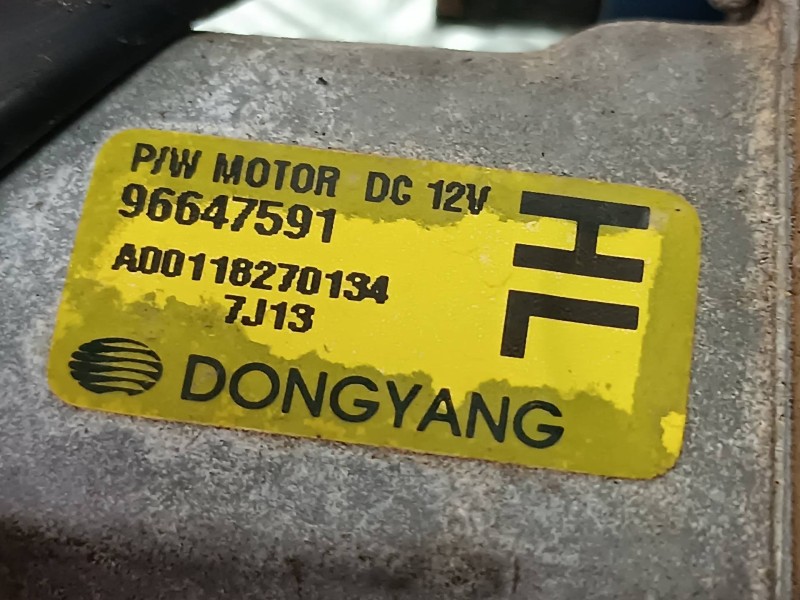 P/W MOTOR DC 12V
96647591
A00118270134
7J13
HL
DONGYANG